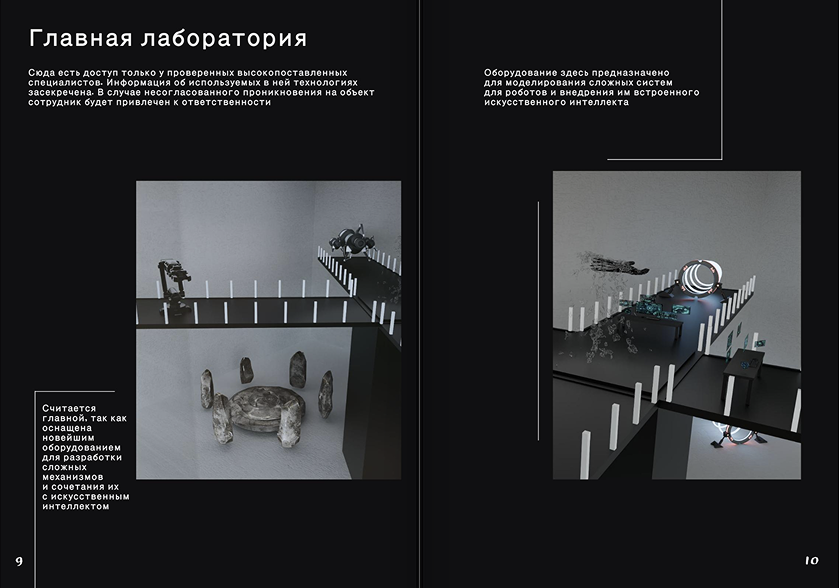 Главная лаборатория
Сюда есть доступ только у проверенных высокопоставленных
специалистов. Информация об используемых в ней технологиях
засекречена. В случае несогласованного проникновения на объект
сотрудник будет привлечен к ответственности
Считается
главной, так как
оснащена
новейшим
оборудованием
для разработки
сложных
механизмов
и сочетания их
с искусственным
интеллектом
9
Оборудование здесь предназначено
для моделирования сложных систем
для роботов и внедрения им встроенного
искусственного интеллекта
10